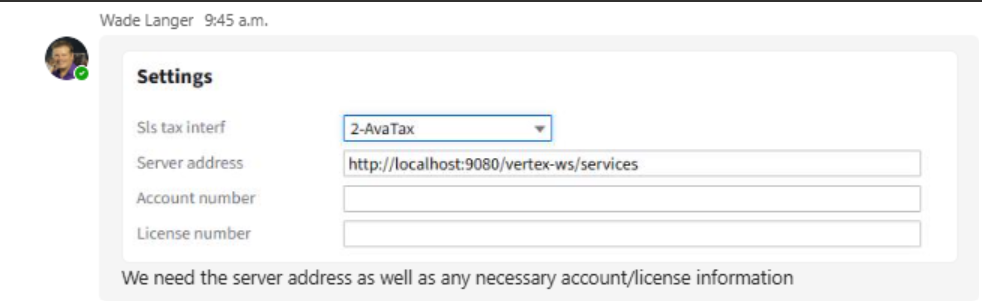 Wade Langer 9:45 a.m.
Settings
Sls tax interf 2-AvaTax
Server address http://localhost:9080/vertex-ws/services
Account number
License number
We need the server address as well as any necessary account/license information